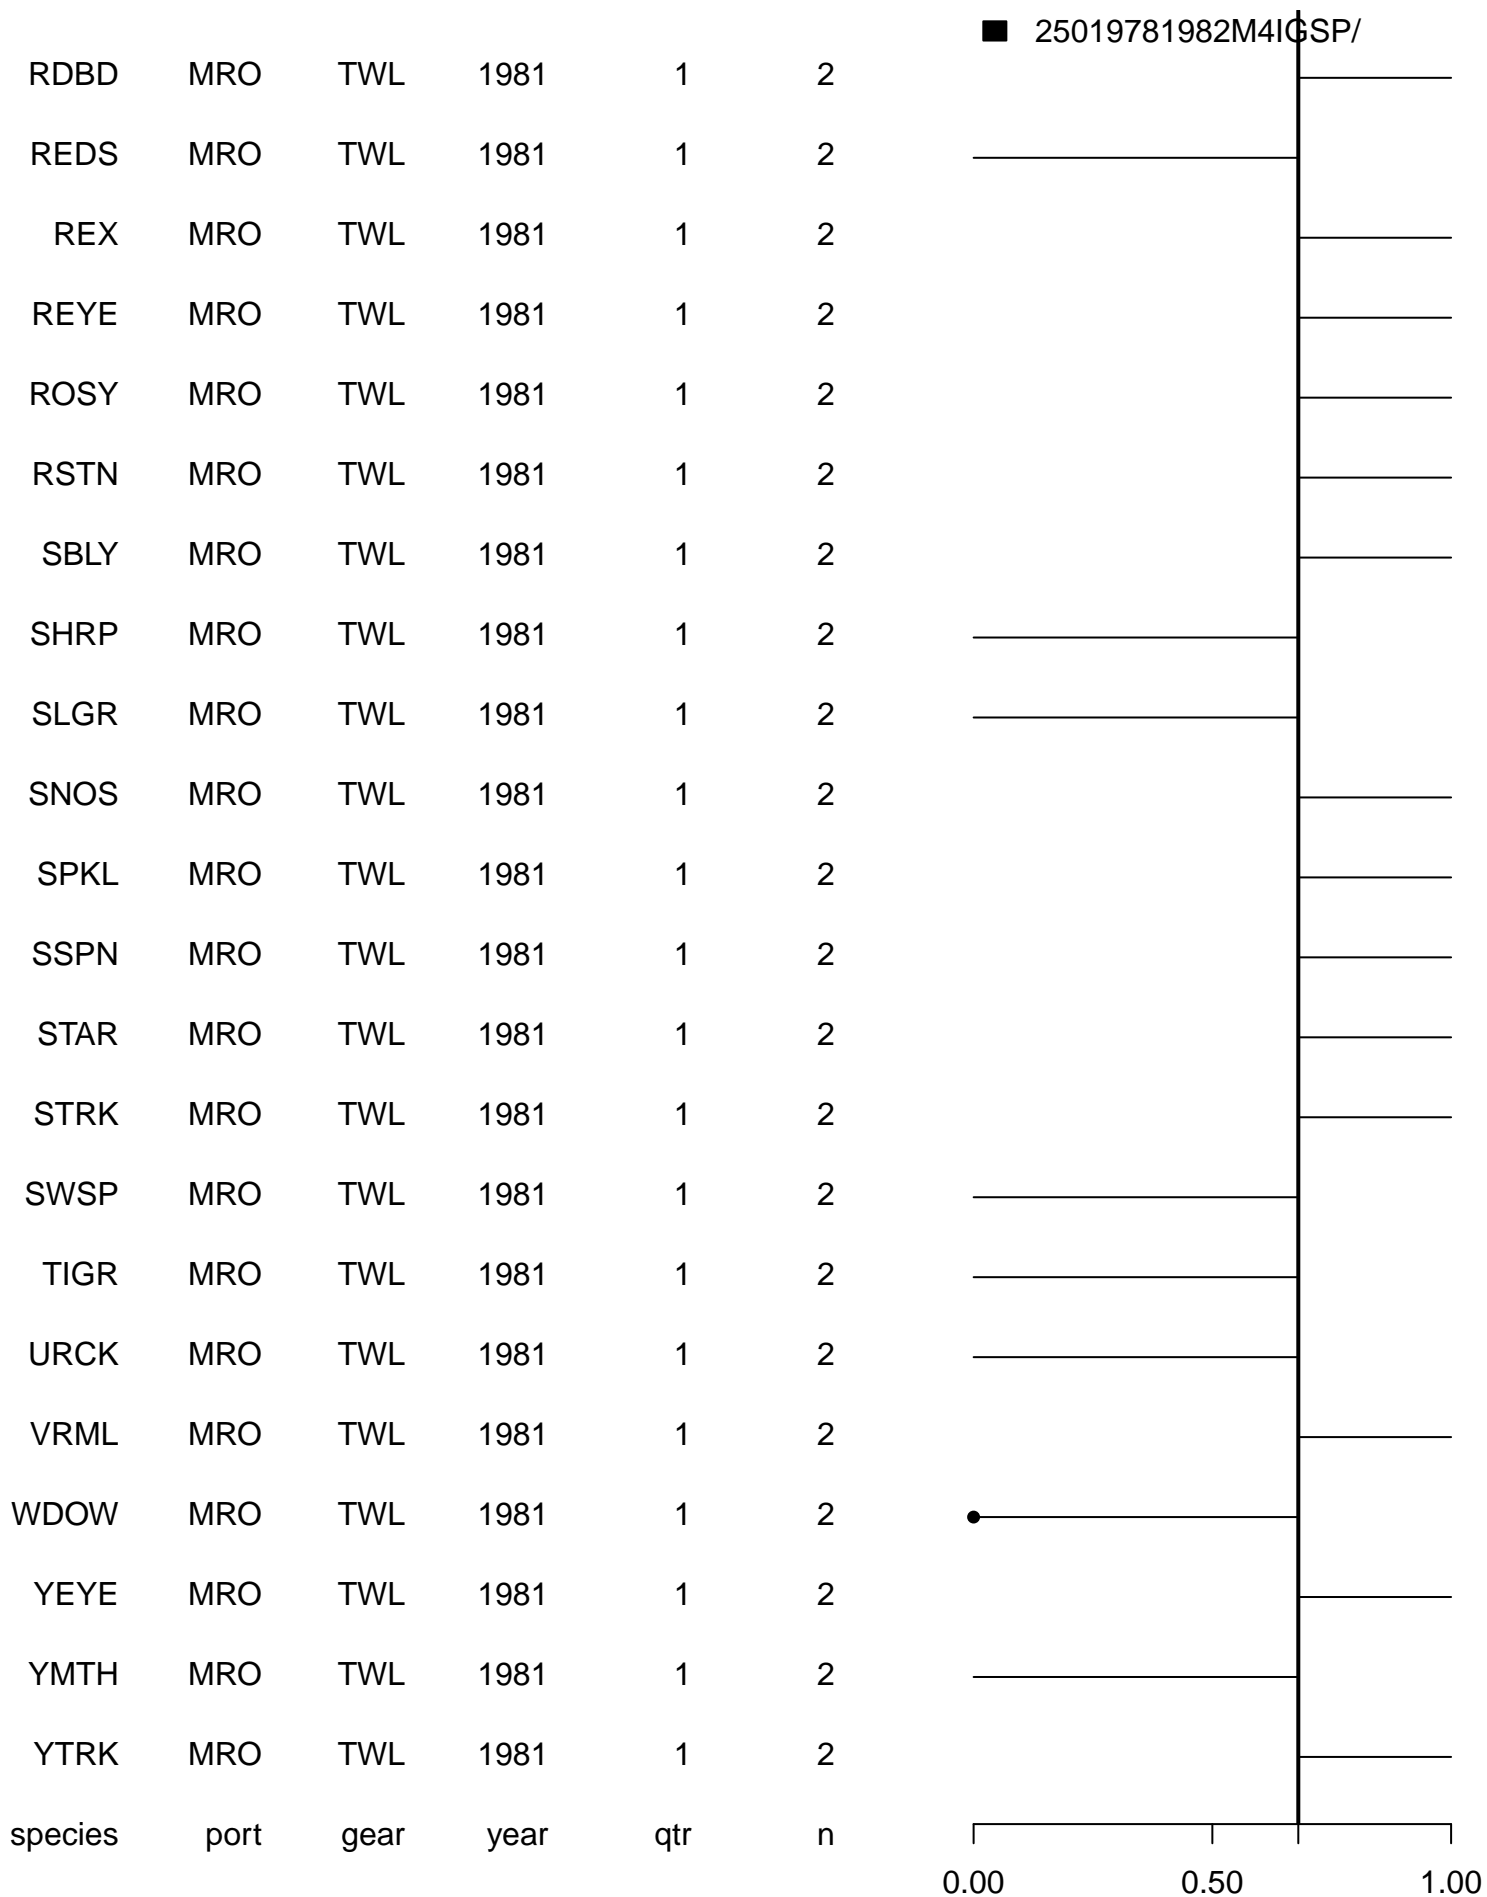 25019781982M4IGSP/
RDBD MRO TWL 1981 1 2
REDS MRO TWL 1981 1 2
REX MRO TWL 1981 1 2
REYE MRO TWL 1981 1 2
ROSY MRO TWL 1981 1 2
RSTN MRO TWL 1981 1 2
SBLY MRO TWL 1981 1 2
SHRP MRO TWL 1981 1 2
SLGR MRO TWL 1981 1 2
SNOS MRO TWL 1981 1 2
SPKL MRO TWL 1981 1 2
SSPN MRO TWL 1981 1 2
STAR MRO TWL 1981 1 2
STRK MRO TWL 1981 1 2
SWSP MRO TWL 1981 1 2
TIGR MRO TWL 1981 1 2
URCK MRO TWL 1981 1 2
VRML MRO TWL 1981 1 2
WDOW MRO TWL 1981 1 2
YEYE MRO TWL 1981 1 2
YMTH MRO TWL 1981 1 2
YTRK MRO TWL 1981 1 2
species port gear year qtr n
0.00 0.50 1.00